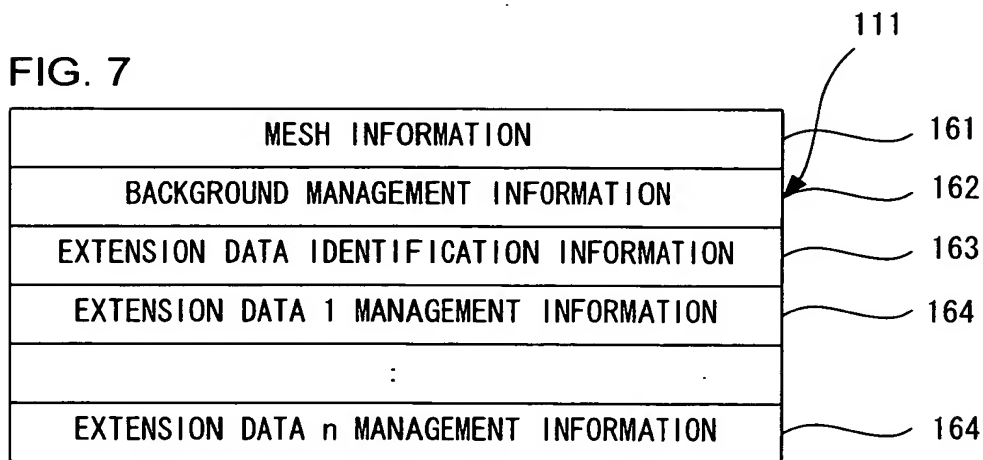 111
FIG. 7
MESH INFORMATION 161
BACKGROUND MANAGEMENT INFORMATION 162
EXTENSION DATA IDENTIFICATION INFORMATION 163
EXTENSION DATA 1 MANAGEMENT INFORMATION 164
:
EXTENSION DATA n MANAGEMENT INFORMATION 164